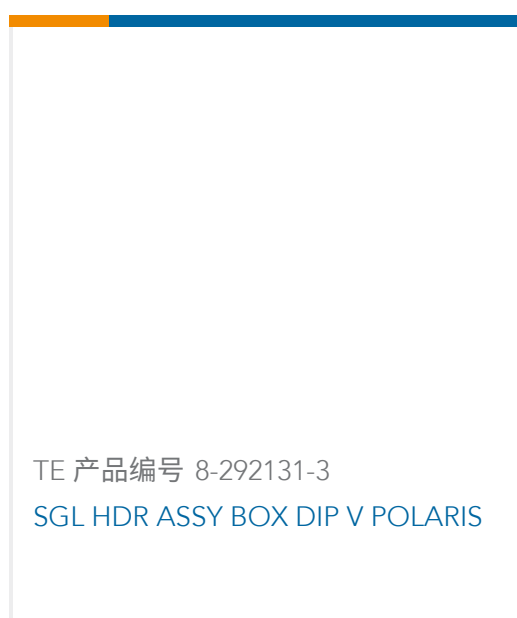 TE 产品编号 8-292131-3
SGL HDR ASSY BOX DIP V POLARIS